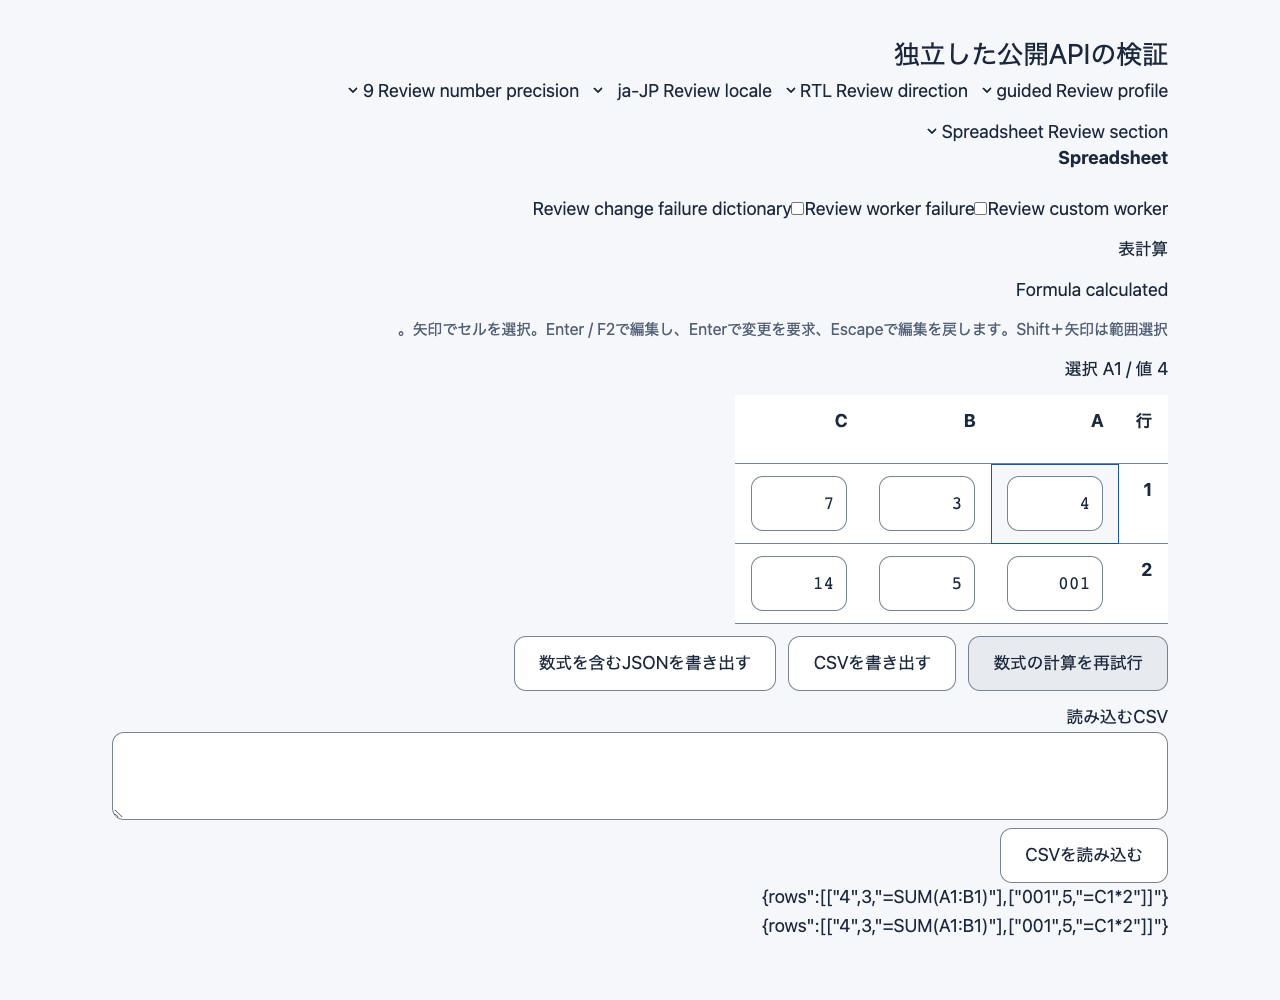 独立した公開APIの検証
guided Review profile RTL Review direction ja-JP Review locale 9 Review number precision
Spreadsheet Review section
Spreadsheet
Review change failure dictionary Review worker failure Review custom worker
表計算
Formula calculated
。矢印でセルを選択。Enter / F2で編集し、Enterで変更を要求、Escapeで編集を戻します。Shift＋矢印は範囲選択
選択 A1 / 値 4
行 A B C
1 4 3 7
2 001 5 14
数式の計算を再試行 CSVを書き出す 数式を含むJSONを書き出す
読み込むCSV
CSVを読み込む
{rows":[["4",3,"=SUM(A1:B1)"],["001",5,"=C1*2"]]"}
{rows":[["4",3,"=SUM(A1:B1)"],["001",5,"=C1*2"]]"}